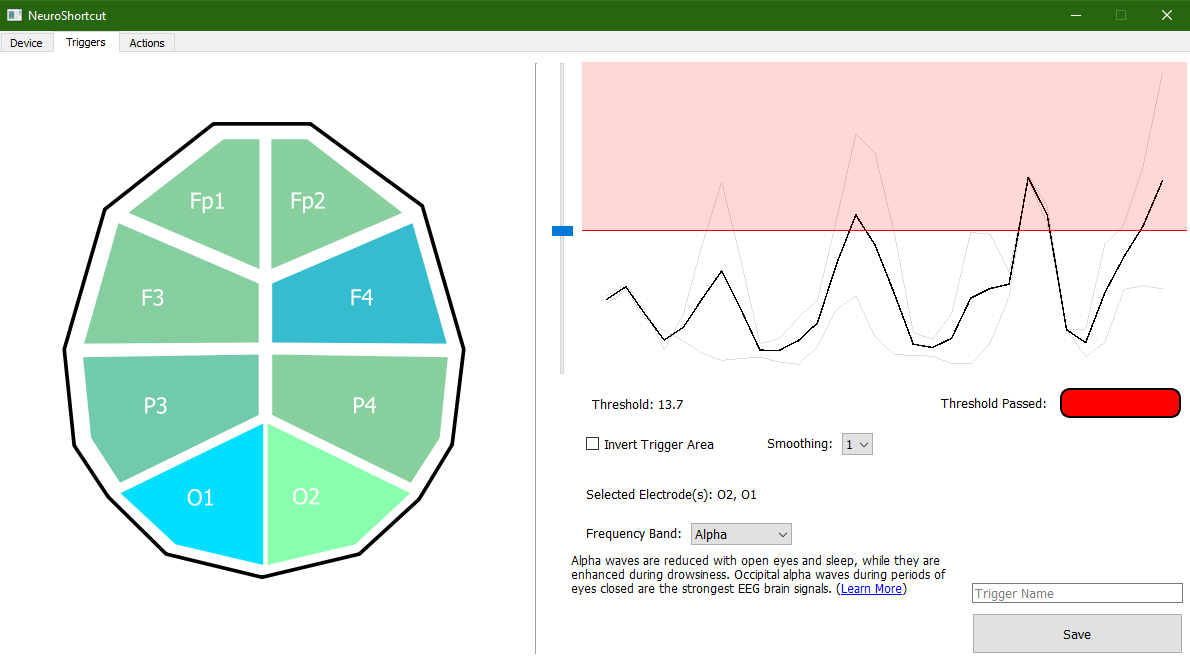 NeuroShortcut
Device
Triggers
Actions
Fp1
Fp2
F3
F4
P3
P4
O1
O2
Threshold: 13.7
Threshold Passed:
Invert Trigger Area
Smoothing:
1
Selected Electrode(s): O2, O1
Frequency Band:
Alpha
Alpha waves are reduced with open eyes and sleep, while they are
enhanced during drowsiness. Occipital alpha waves during periods of
eyes closed are the strongest EEG brain signals. (Learn More)
Trigger Name
Save